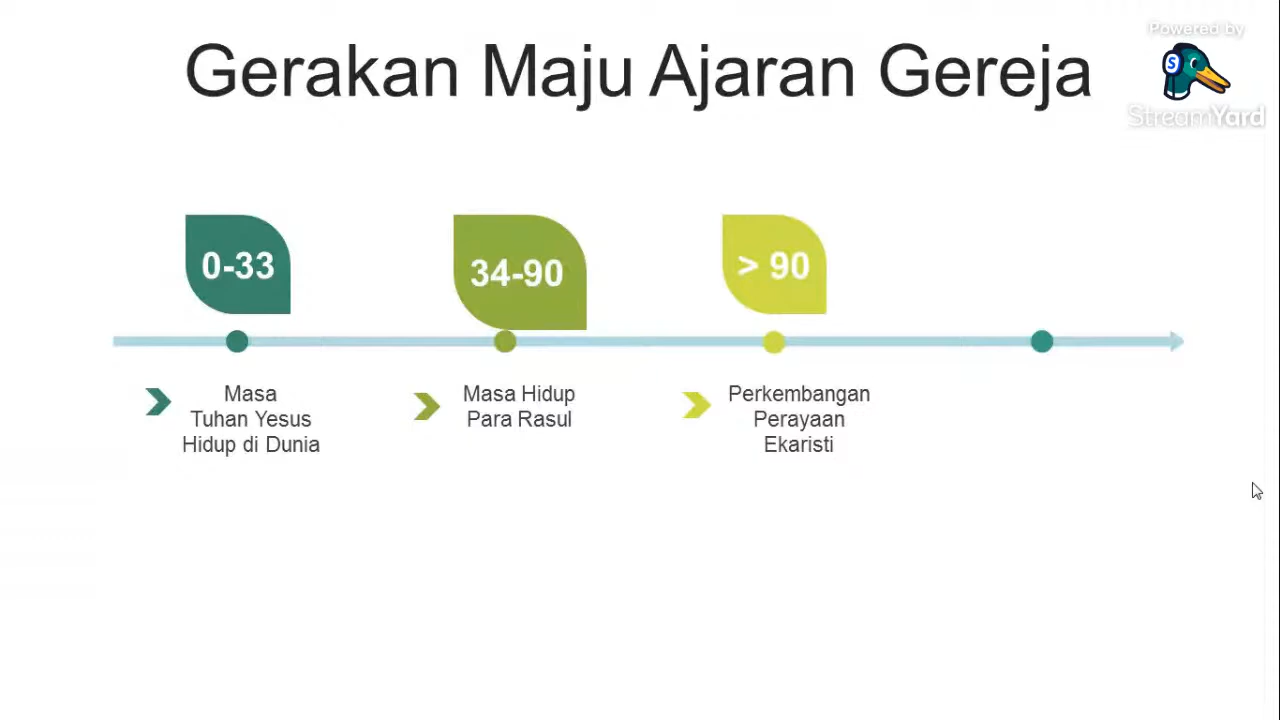 Powered by
Gerakan Maju Ajaran Gereja
S
StreamYard
0-33
34-90
> 90
Masa
Tuhan Yesus
Hidup di Dunia
Masa Hidup
Para Rasul
Perkembangan
Perayaan
Ekaristi